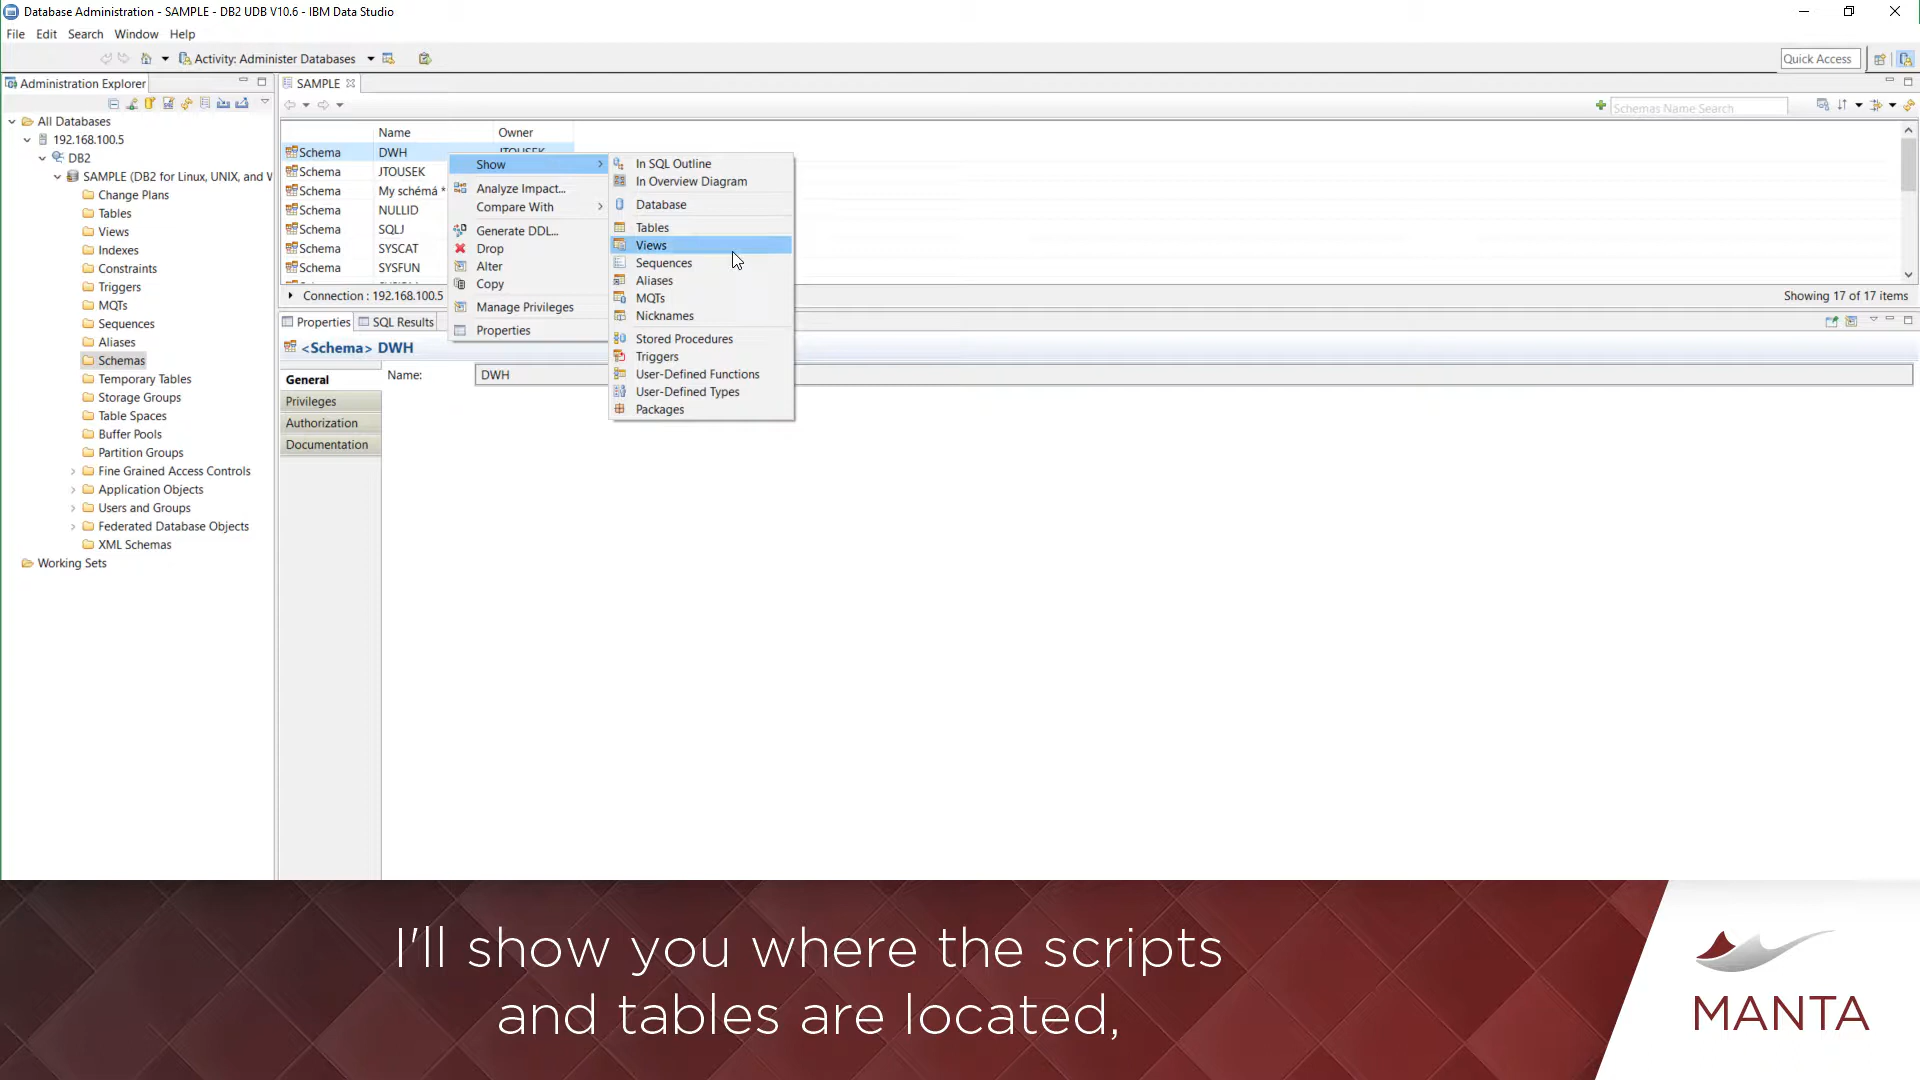 Database Administration - SAMPLE - DB2 UDB V10.6 - IBM Data Studio
File Edit Search Window Help
Activity: Administer Databases
Quick Access
Administration Explorer
SAMPLE
Schemas Name Search
All Databases
192.168.100.5
DB2
SAMPLE (DB2 for Linux, UNIX, and W
Change Plans
Tables
Views
Indexes
Constraints
Triggers
MQTs
Sequences
Aliases
Schemas
Temporary Tables
Storage Groups
Table Spaces
Buffer Pools
Partition Groups
Fine Grained Access Controls
Application Objects
Users and Groups
Federated Database Objects
XML Schemas
Working Sets
Name Owner
Schema DWH JTOUSEK
Schema JTOUSEK
Schema My schémá *
Schema NULLID
Schema SQLJ
Schema SYSCAT
Schema SYSFUN
Connection : 192.168.100.5
Showing 17 of 17 items
Show
Analyze Impact...
Compare With
Generate DDL...
Drop
Alter
Copy
Manage Privileges
Properties
In SQL Outline
In Overview Diagram
Database
Tables
Views
Sequences
Aliases
MQTs
Nicknames
Stored Procedures
Triggers
User-Defined Functions
User-Defined Types
Packages
Properties SQL Results
<Schema> DWH
General
Privileges
Authorization
Documentation
Name: DWH
I'll show you where the scripts
and tables are located,
MANTA